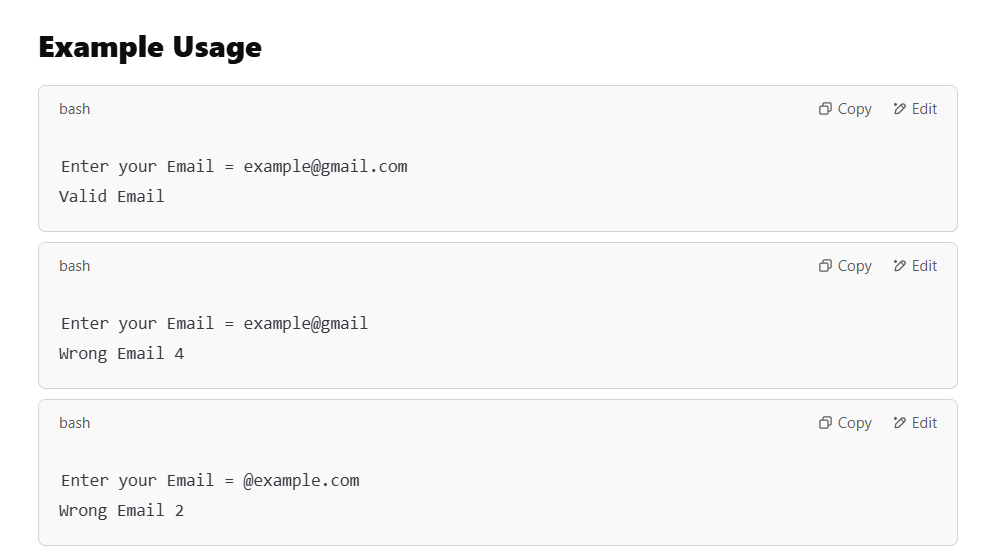 Example Usage
bash
Copy
Edit
Enter your Email = example@gmail.com
Valid Email
bash
Copy
Edit
Enter your Email = example@gmail
Wrong Email 4
bash
Copy
Edit
Enter your Email = @example.com
Wrong Email 2